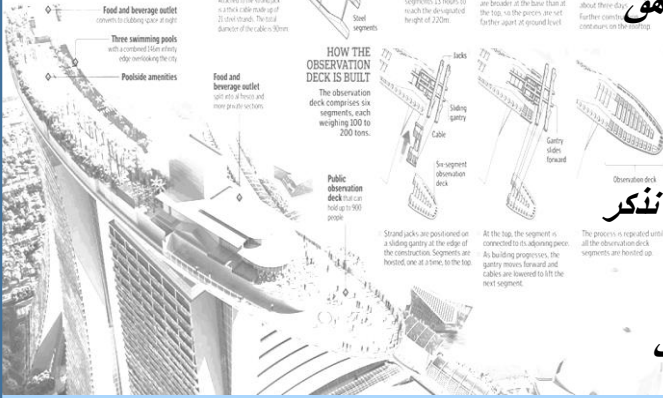 Food and beverage outlet
converts to clubbing space at night
Three swimming pools
with a combined 146m infinity
edge overlooking the city
Poolside amenities
Food and
beverage outlet
split into al fresco and
more private sections
is a thick cable made up of
21 steel strands. The total
diameter of the cable is 90mm
Steel
segments
segments 13 hours to
reach the designated
height of 220m.
are broader at the base than at
the top, so the pieces are set
farther apart at ground level
about three days
continues on the rooftop
HOW THE
OBSERVATION
DECK IS BUILT
The observation
deck comprises six
segments, each
weighing 100 to
200 tons.
Jacks
Sliding
gantry
Cable
Six-segment
observation
deck
Gantry
slides
forward
Observation deck
Public
observation
deck that can
hold up to 900
people
Strand jacks are positioned on
a sliding gantry at the edge of
the construction. Segments are
hoisted, one at a time, to the top.
At the top, the segment is
connected to its adjoining piece.
As building progresses, the
gantry moves forward and
cables are lowered to lift the
next segment.
The process is repeated until
all the observation deck
segments are hoisted up.
نذكر